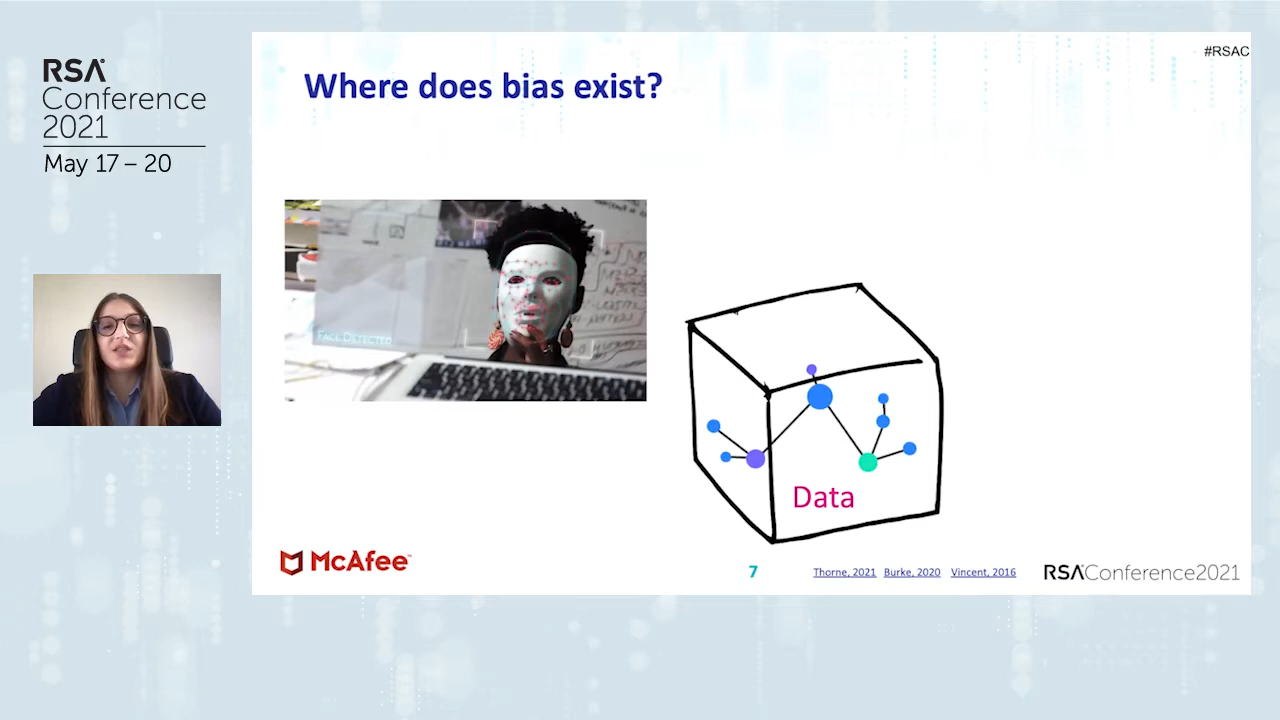 RSA
Conference
2021
May 17 – 20
#RSAC
Where does bias exist?
FACE DETECTED
Data
McAfee™
7
Thorne, 2021 Burke, 2020 Vincent, 2016
RSAConference2021